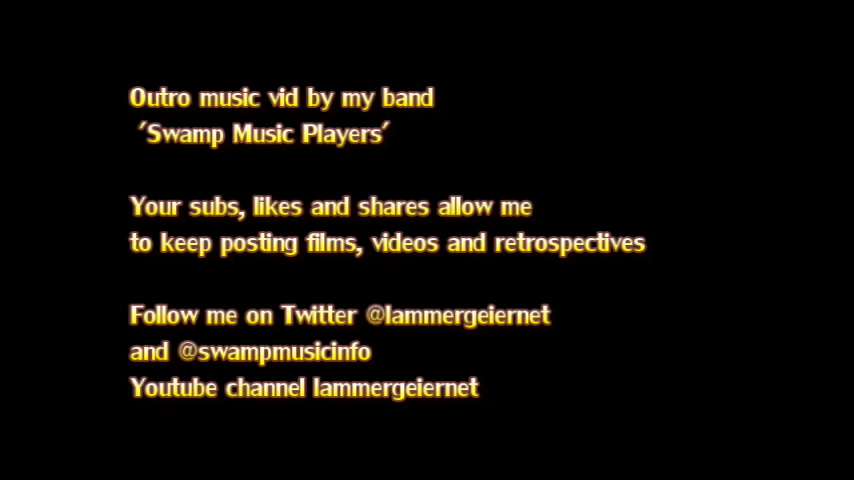 Outro music vid by my band
´Swamp Music Players´
Your subs, likes and shares allow me
to keep posting films, videos and retrospectives
Follow me on Twitter @lammergeiernet
and @swampmusicinfo
Youtube channel lammergeiernet